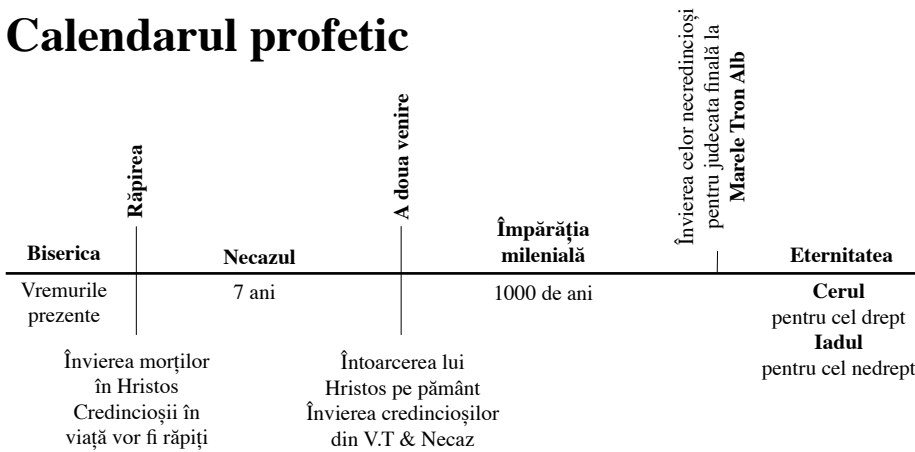 Calendarul profetic
Răpirea
A doua venire
Învierea celor necredincioși
pentru judecata finală la
Marele Tron Alb
Biserica
Necazul
Împărăția
milenială
Eternitatea
Vremurile
prezente
7 ani
1000 de ani
Cerul
pentru cel drept
Iadul
pentru cel nedrept
Învierea morților
în Hristos
Credincioșii în
viață vor fi răpiți
Întoarcerea lui
Hristos pe pământ
Învierea credincioșilor
din V.T & Necaz